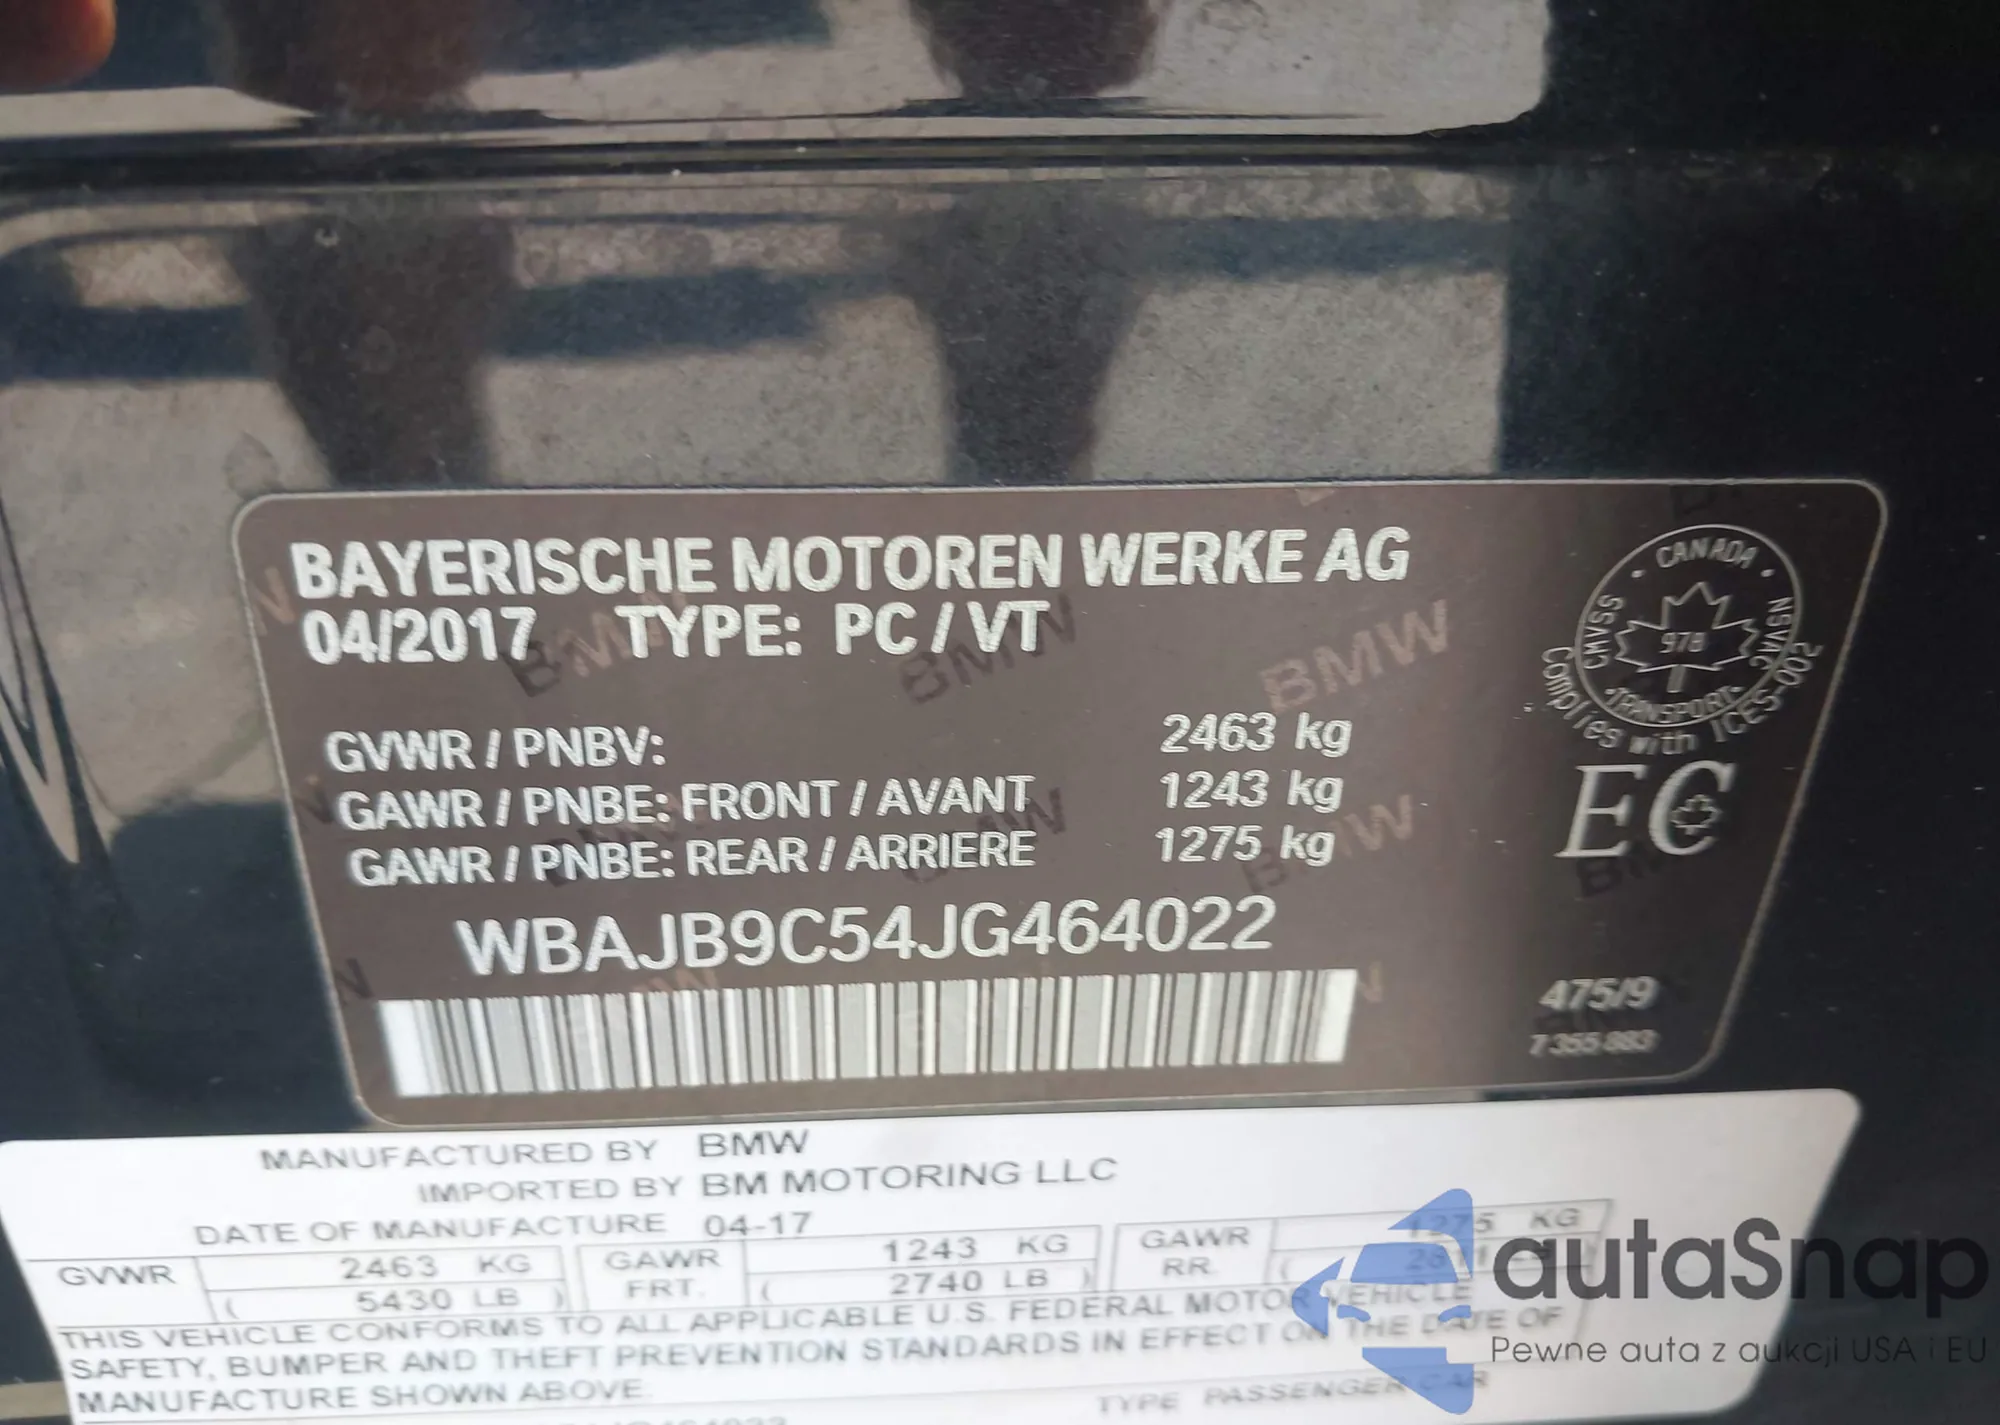 BAYERISCHE MOTOREN WERKE AG
04/2017 TYPE: PC / VT
GVWR / PNBV: 2463 kg
GAWR / PNBE: FRONT / AVANT 1243 kg
GAWR / PNBE: REAR / ARRIERE 1275 kg
WBAJB9C54JG464022
CANADA
CMVSS
NSVAC
978
TRANSPORT
Complies with ICES-002
EC
475/9
7 355 883
BMW
MANUFACTURED BY BMW
IMPORTED BY BM MOTORING LLC
DATE OF MANUFACTURE 04-17
GVWR 2463 KG ( 5430 LB )
GAWR FRT. 1243 KG ( 2740 LB )
GAWR RR. 1275 KG
THIS VEHICLE CONFORMS TO ALL APPLICABLE U.S. FEDERAL MOTOR VEHICLE
SAFETY, BUMPER AND THEFT PREVENTION STANDARDS IN EFFECT ON THE DATE OF
MANUFACTURE SHOWN ABOVE.
TYPE PASSENGER CAR
autaSnap
Pewne auta z aukcji USA i EU